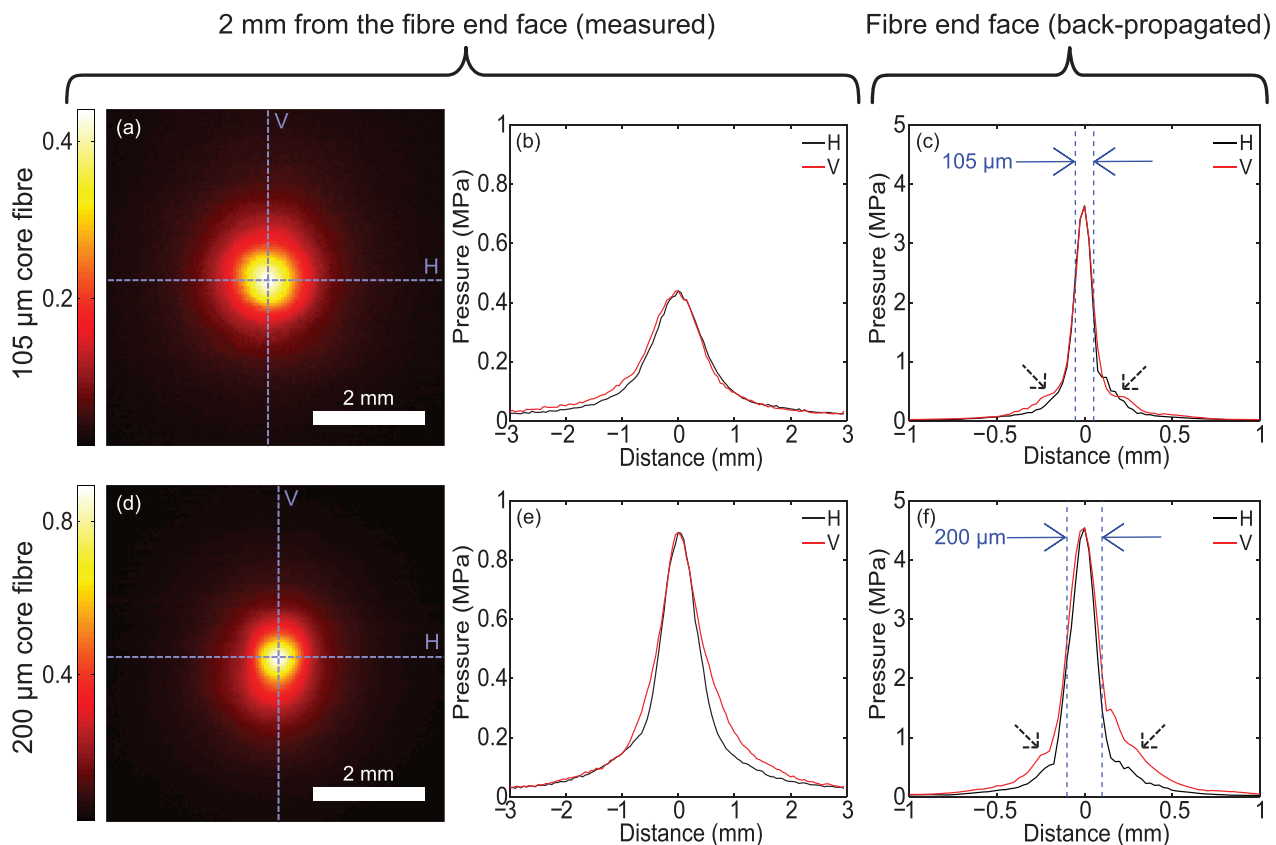 2 mm from the fibre end face (measured)
Fibre end face (back-propagated)
105 µm core fibre
0.4
0.2
(a)
V
H
2 mm
(b)
H
V
Pressure (MPa)
1
0.8
0.6
0.4
0.2
0
−3 −2 −1 0 1 2 3
Distance (mm)
(c)
H
V
105 µm
Pressure (MPa)
5
4
3
2
1
0
−1 −0.5 0 0.5 1
Distance (mm)
200 µm core fibre
0.8
0.4
(d)
V
H
2 mm
(e)
H
V
Pressure (MPa)
1
0.8
0.6
0.4
0.2
0
−3 −2 −1 0 1 2 3
Distance (mm)
(f)
H
V
200 µm
Pressure (MPa)
5
4
3
2
1
0
−1 −0.5 0 0.5 1
Distance (mm)